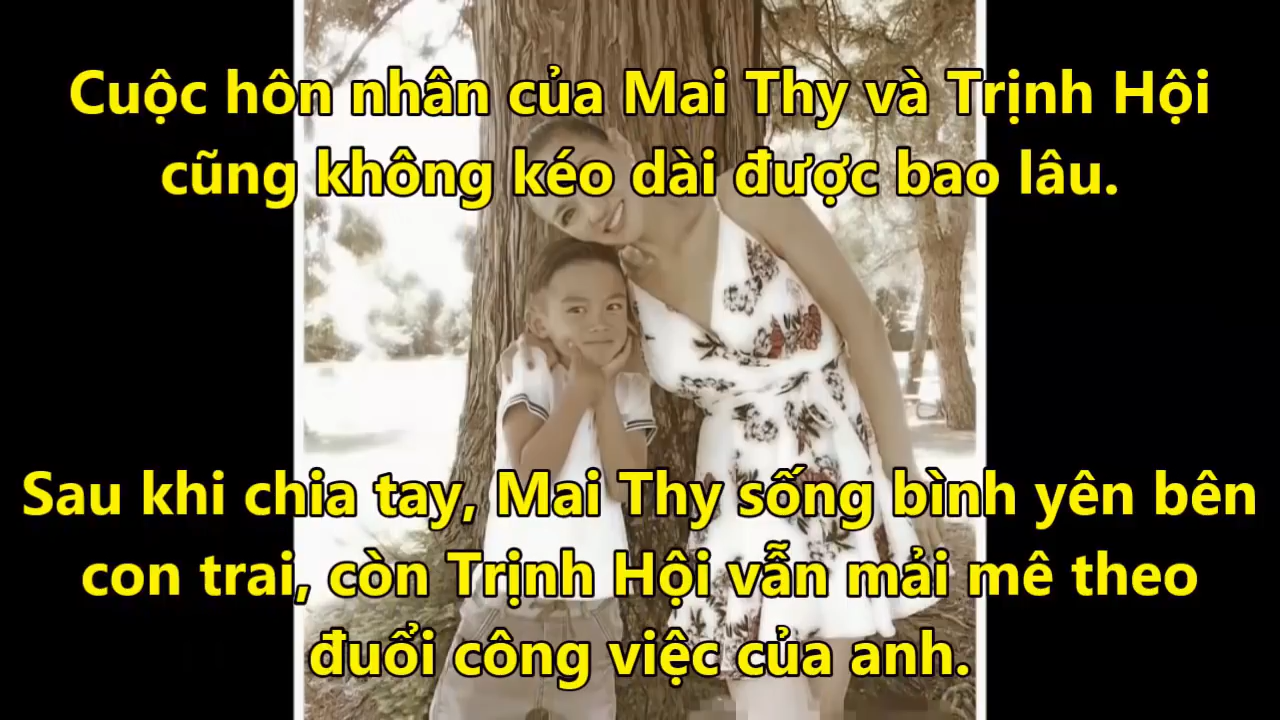 Cuộc hôn nhân của Mai Thy và Trịnh Hội
cũng không kéo dài được bao lâu.
Sau khi chia tay, Mai Thy sống bình yên bên
con trai, còn Trịnh Hội vẫn mải mê theo
đuổi công việc của anh.